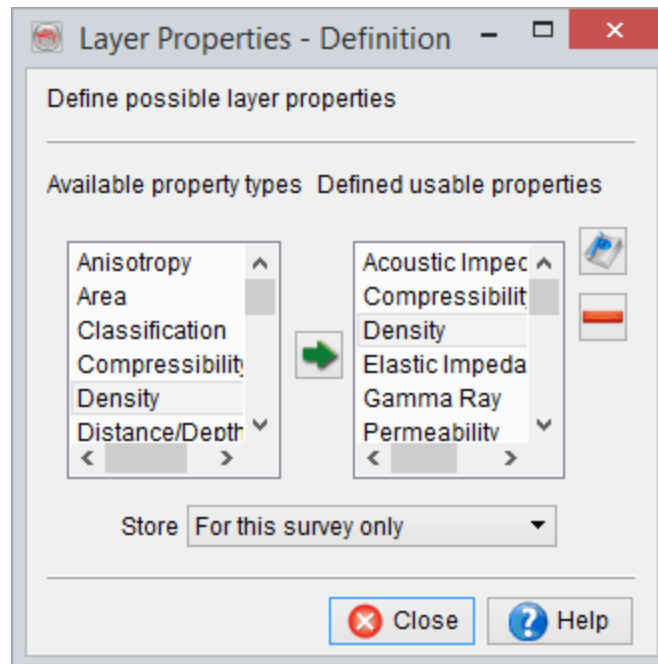 Layer Properties - Definition
Define possible layer properties
Available property types Defined usable properties
Anisotropy
Area
Classification
Compressibility
Density
Distance/Depth
Acoustic Imped
Compressibility
Density
Elastic Impeda
Gamma Ray
Permeability
Store For this survey only
Close Help